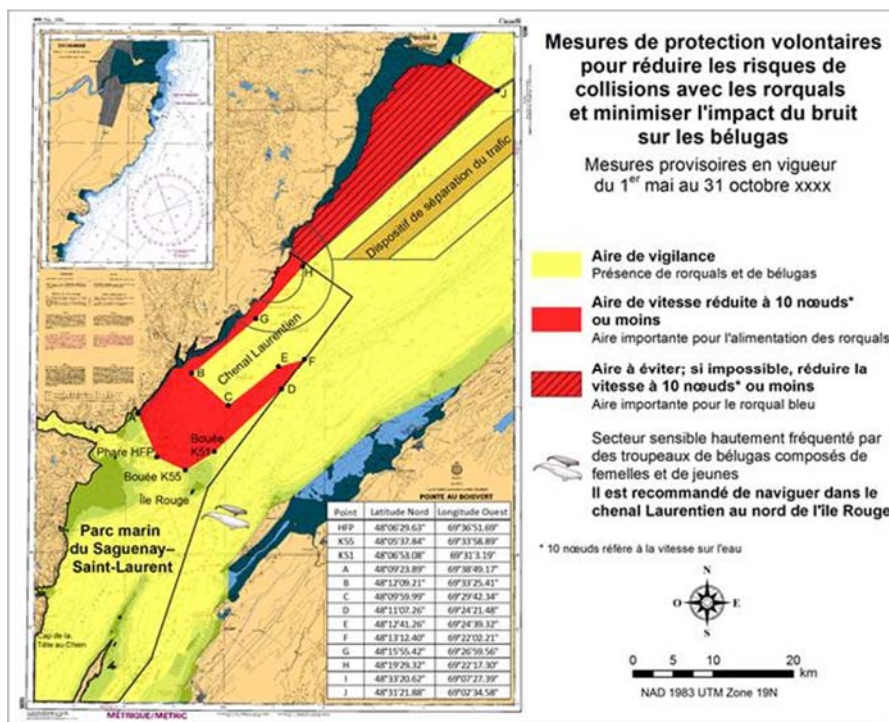 Canada
Pointe à
I
J
Dispositif de séparation du trafic
H
G
Chenal Laurentien
B
E
F
C
D
A
Bouée
K51
Phare HFP
Bouée K55
Île Rouge
Parc marin
du Saguenay–
Saint-Laurent
Cap de la
Tête au Chien
POINTE AU BOISVERT
Point Latitude Nord Longitude Ouest
HFP 48°06'29.63" 69°36'51.69"
K55 48°05'37.84" 69°33'58.89"
K51 48°06'53.08" 69°31'3.19"
A 48°09'23.89" 69°38'49.17"
B 48°12'09.21" 69°33'25.41"
C 48°09'59.99" 69°29'42.34"
D 48°11'07.26" 69°24'21.48"
E 48°12'41.26" 69°24'39.32"
F 48°13'12.40" 69°22'02.21"
G 48°15'55.42" 69°26'59.56"
H 48°19'29.32" 69°22'17.30"
I 48°33'20.62" 69°07'27.39"
J 48°31'21.88" 69°02'34.58"
MÉTRIQUE/METRIC
Mesures de protection volontaires
pour réduire les risques de
collisions avec les rorquals
et minimiser l'impact du bruit
sur les bélugas
Mesures provisoires en vigueur
du 1er mai au 31 octobre xxxx
Aire de vigilance
Présence de rorquals et de bélugas
Aire de vitesse réduite à 10 nœuds*
ou moins
Aire importante pour l'alimentation des rorquals
Aire à éviter; si impossible, réduire la
vitesse à 10 nœuds* ou moins
Aire importante pour le rorqual bleu
Secteur sensible hautement fréquenté par
des troupeaux de bélugas composés de
femelles et de jeunes
Il est recommandé de naviguer dans le
chenal Laurentien au nord de l'île Rouge
* 10 nœuds réfère à la vitesse sur l'eau
N
O E
S
0 10 20
km
NAD 1983 UTM Zone 19N